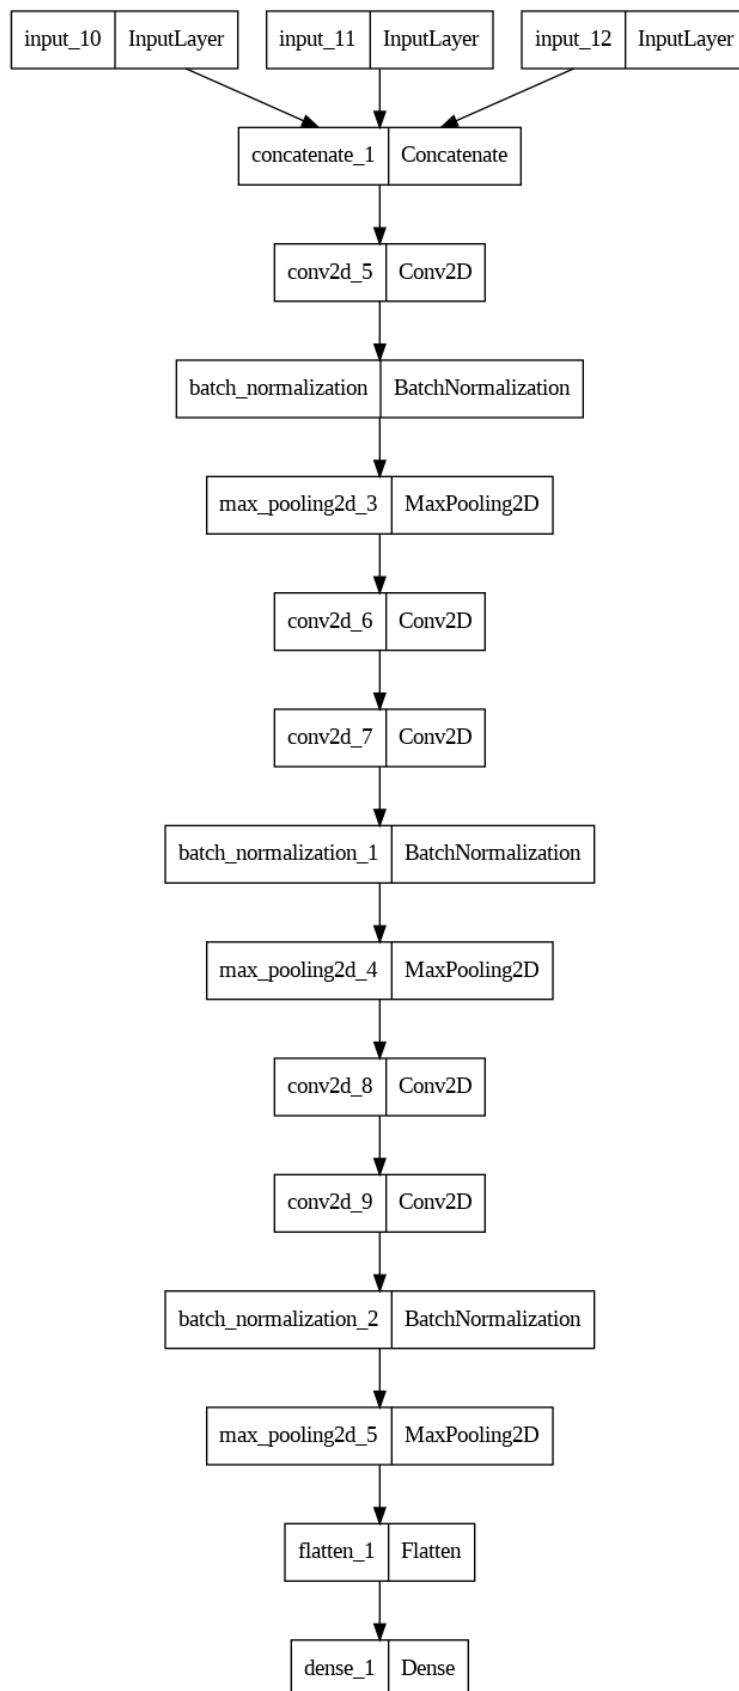 input_10 InputLayer input_11 InputLayer input_12 InputLayer
concatenate_1 Concatenate
conv2d_5 Conv2D
batch_normalization BatchNormalization
max_pooling2d_3 MaxPooling2D
conv2d_6 Conv2D
conv2d_7 Conv2D
batch_normalization_1 BatchNormalization
max_pooling2d_4 MaxPooling2D
conv2d_8 Conv2D
conv2d_9 Conv2D
batch_normalization_2 BatchNormalization
max_pooling2d_5 MaxPooling2D
flatten_1 Flatten
dense_1 Dense